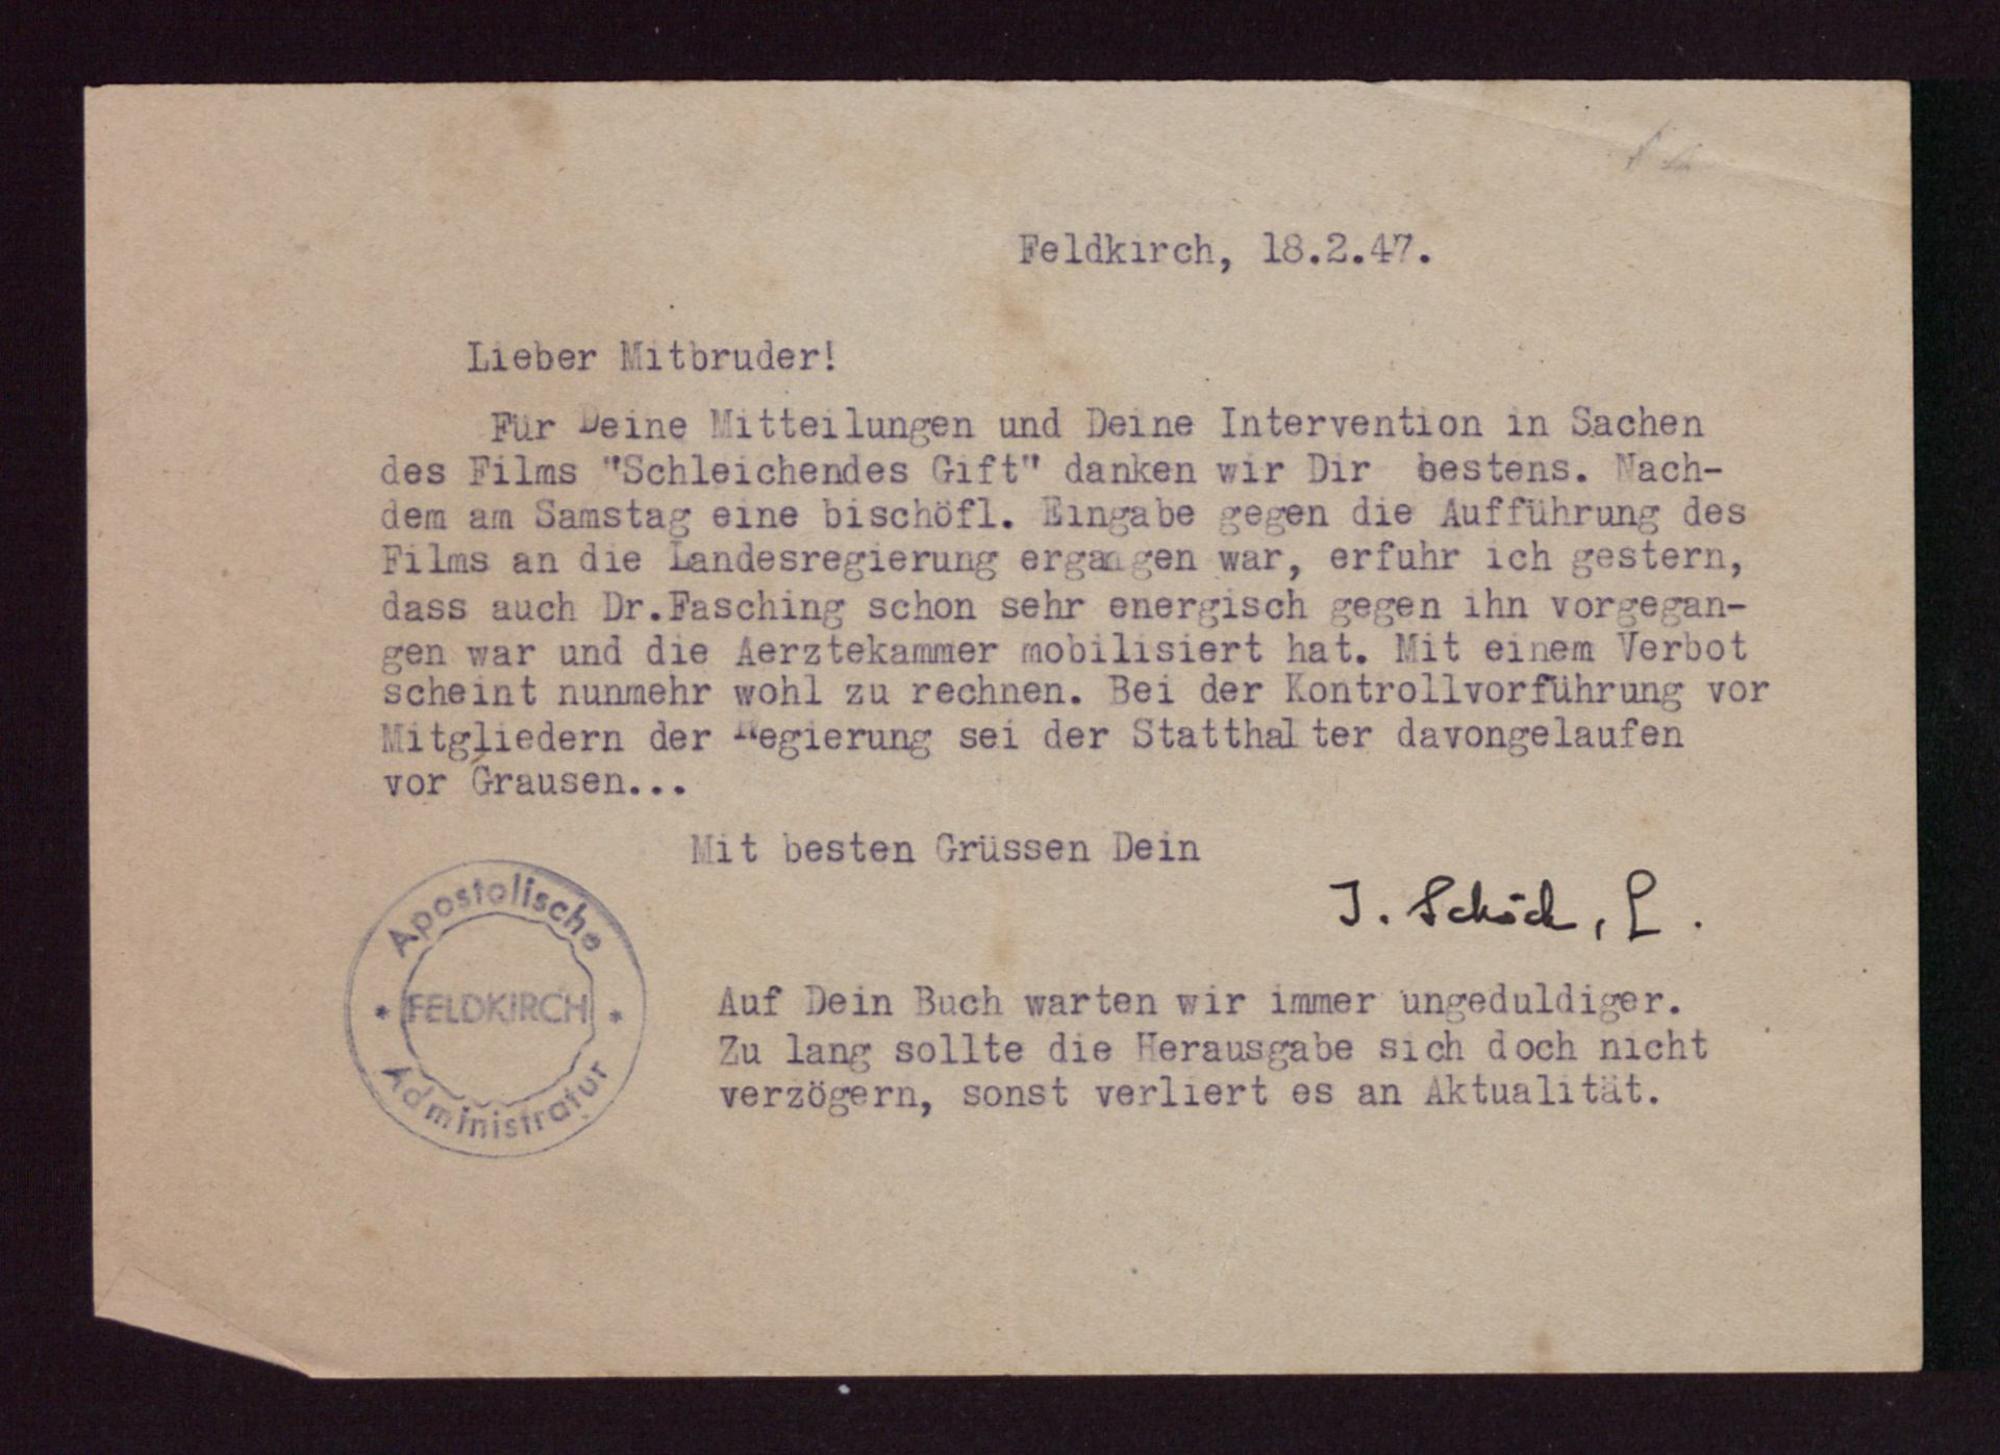 Feldkirch, 18.2.47.
Lieber Mitbruder!
Für Deine Mitteilungen und Deine Intervention in Sachen
des Films "Schleichendes Gift" danken wir Dir bestens. Nach-
dem am Samstag eine bischöfl. Eingabe gegen die Aufführung des
Films an die Landesregierung ergangen war, erfuhr ich gestern,
dass auch Dr.Fasching schon sehr energisch gegen ihn vorgegan-
gen war und die Aerztekammer mobilisiert hat. Mit einem Verbot
scheint nunmehr wohl zu rechnen. Bei der Kontrollvorführung vor
Mitgliedern der Regierung sei der Statthalter davongelaufen
vor Grausen...
Mit besten Grüssen Dein
J. Schöch, L.
Apostolische
* FELDKIRCH *
Administratur
Auf Dein Buch warten wir immer ungeduldiger.
Zu lang sollte die Herausgabe sich doch nicht
verzögern, sonst verliert es an Aktualität.